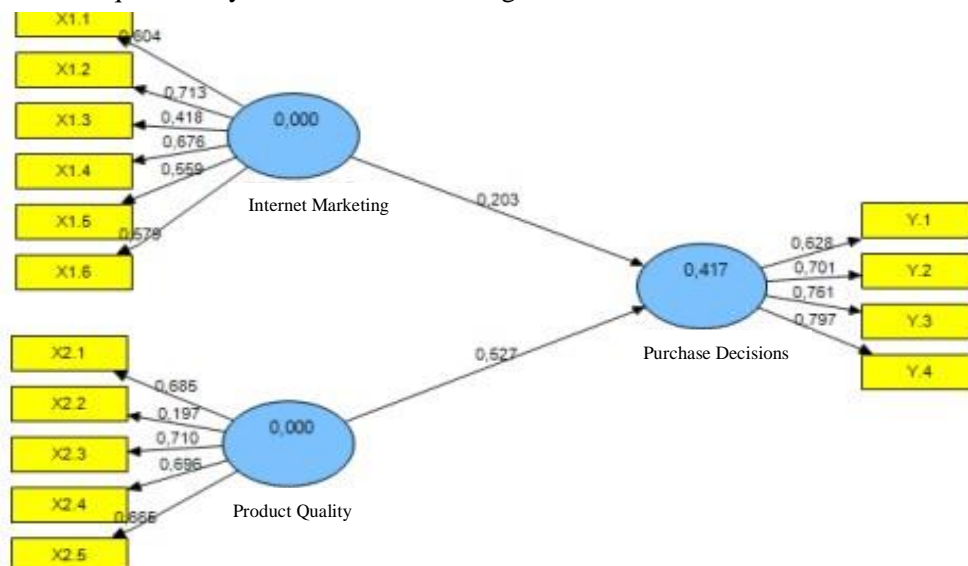 X1.1
0,604
X1.2
0,713
X1.3
0,418
0,000
X1.4
0,676
0,559
Internet Marketing
0,203
X1.5
0,579
X1.6
Y.1
0,628
0,417
0,701
Y.2
0,761
Y.3
0,797
Purchase Decisions
Y.4
0,527
X2.1
0,685
X2.2
0,197
0,000
0,710
X2.3
0,696
X2.4
Product Quality
X2.5